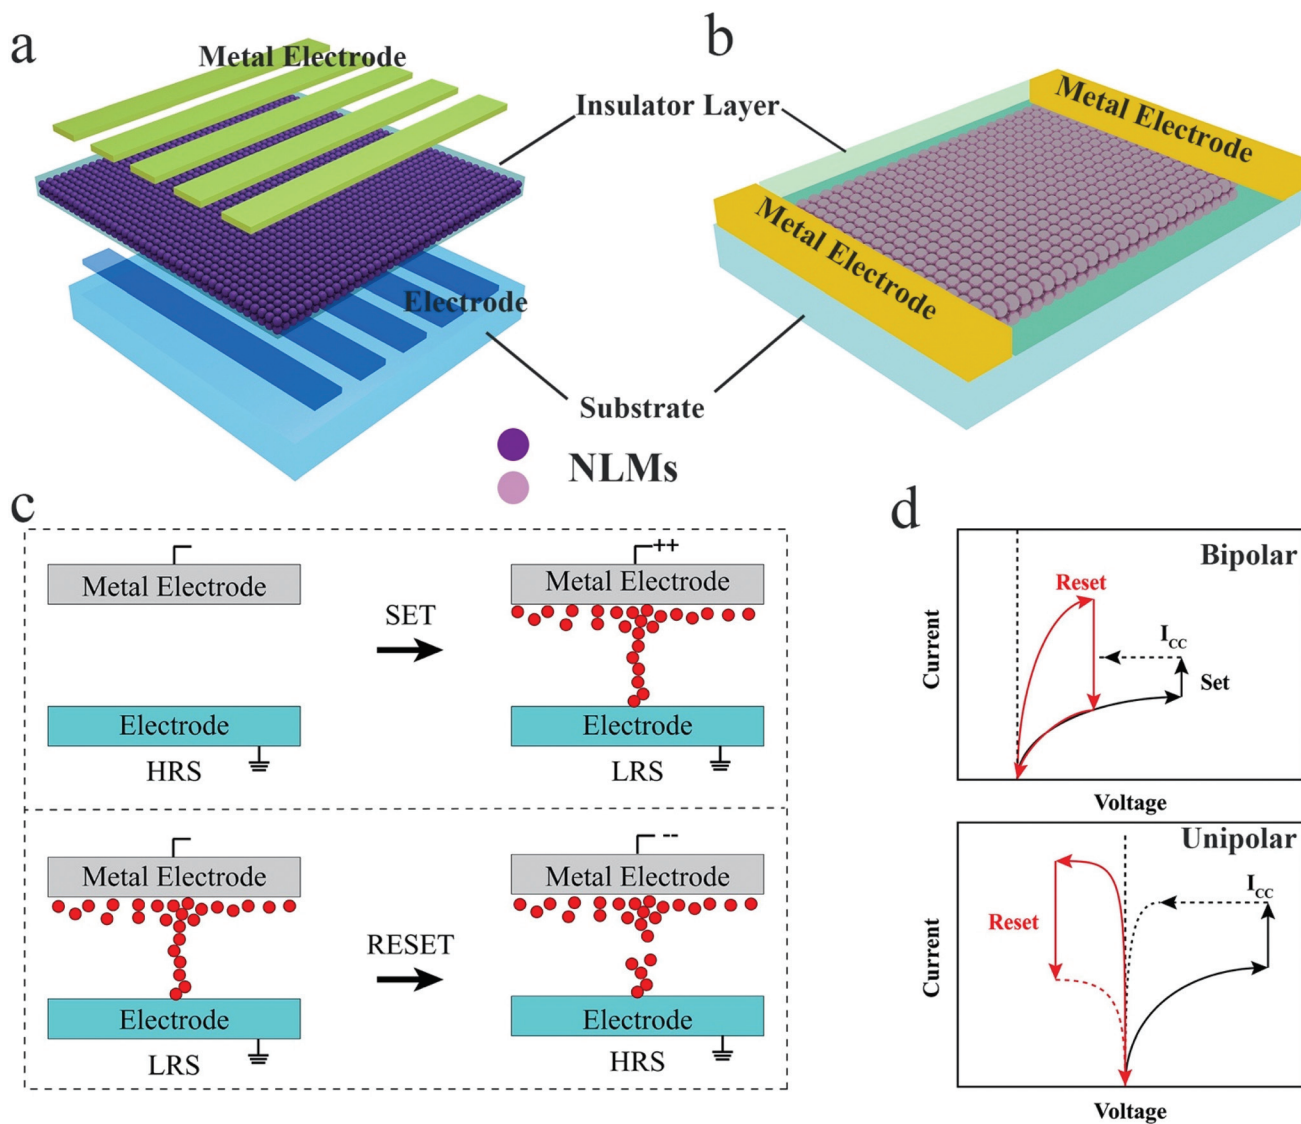 a
b
Metal Electrode
Insulator Layer
Metal Electrode
Metal Electrode
Electrode
Substrate
NLMs
c
Metal Electrode
Electrode
HRS
SET
++
Metal Electrode
Electrode
LRS
Metal Electrode
Electrode
LRS
RESET
--
Metal Electrode
Electrode
HRS
d
Bipolar
Reset
I_CC
Set
Current
Voltage
Unipolar
I_CC
Reset
Current
Voltage